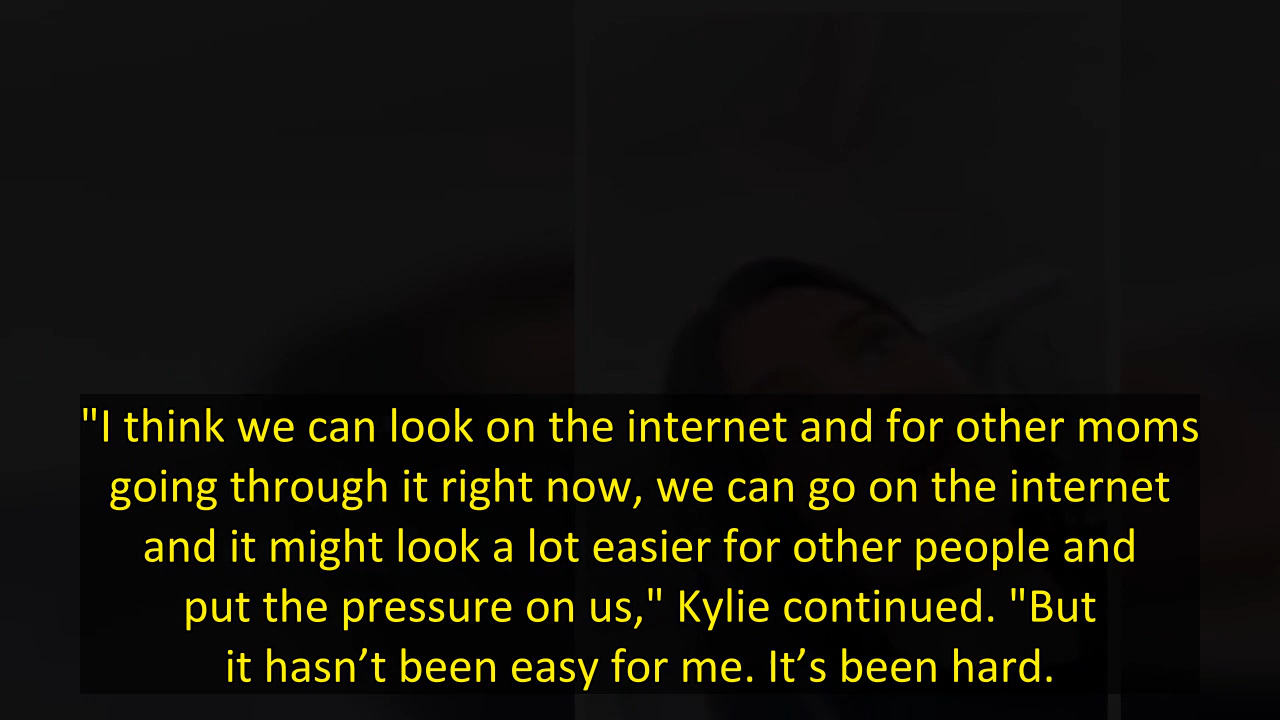 "I think we can look on the internet and for other moms
going through it right now, we can go on the internet
and it might look a lot easier for other people and
put the pressure on us," Kylie continued. "But
it hasn’t been easy for me. It’s been hard.